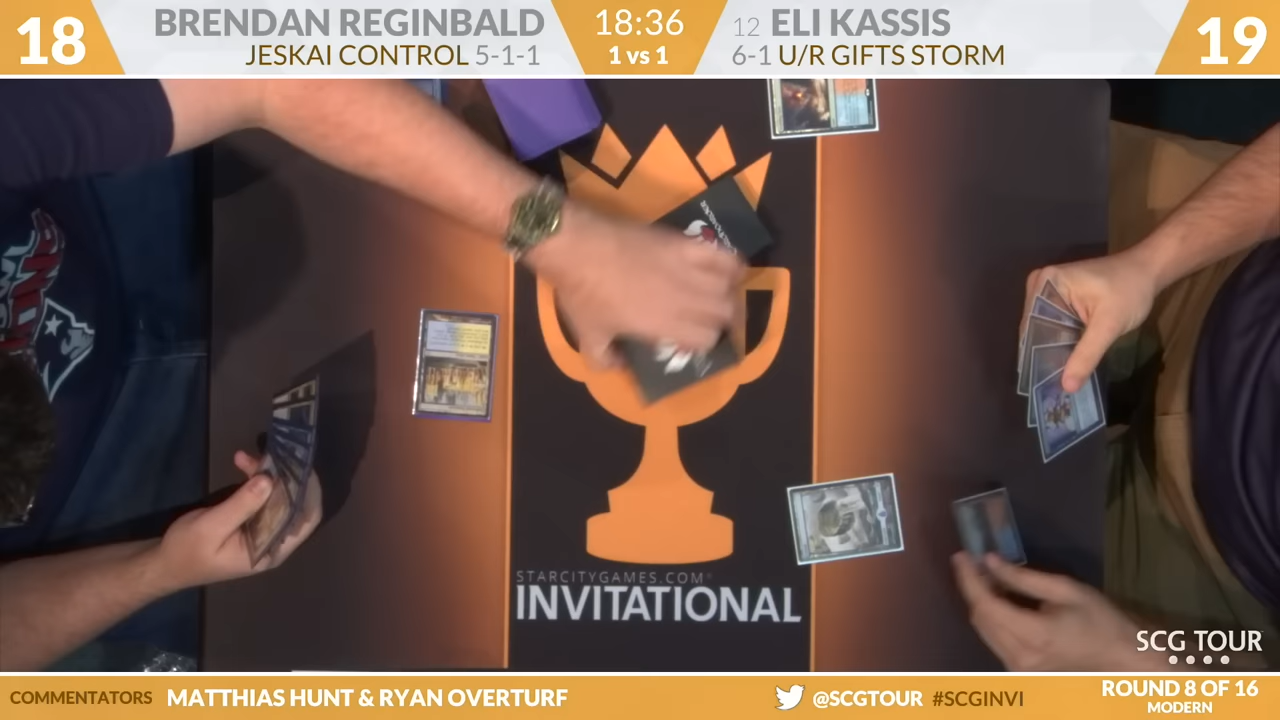 18
BRENDAN REGINBALD
JESKAI CONTROL 5-1-1
18:36
1 vs 1
12 ELI KASSIS
6-1 U/R GIFTS STORM
19
STARCITYGAMES.COM®
INVITATIONAL
SCG TOUR
COMMENTATORS MATTHIAS HUNT & RYAN OVERTURF
@SCGTOUR #SCGINVI
ROUND 8 OF 16
MODERN